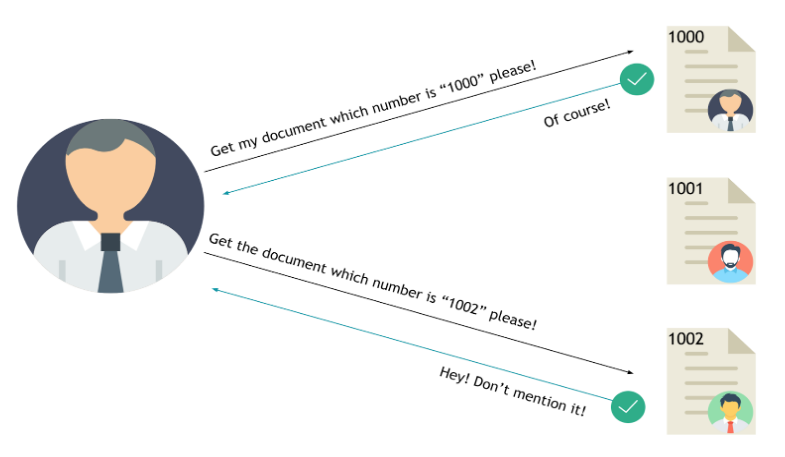 1000
Get my document which number is “1000” please!
Of course!
1001
Get the document which number is “1002” please!
1002
Hey! Don’t mention it!